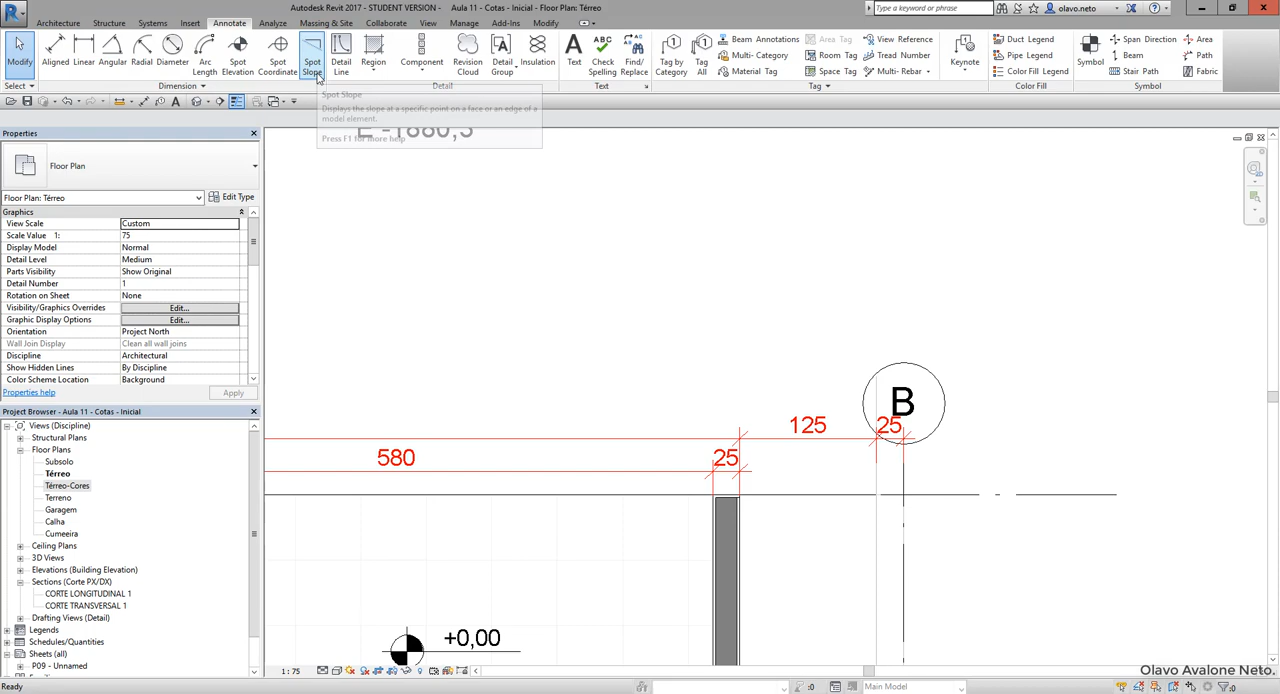 Autodesk Revit 2017 - STUDENT VERSION - Aula 11 - Cotas - Inicial - Floor Plan: Térreo
Type a keyword or phrase
olavo.neto
Architecture Structure Systems Insert Annotate Analyze Massing & Site Collaborate View Manage Add-Ins Modify
Modify
Aligned
Linear
Angular
Radial
Diameter
Arc Length
Spot Elevation
Spot Coordinate
Spot Slope
Detail Line
Region
Component
Revision Cloud
Detail Group
Insulation
Text
Check Spelling
Find/ Replace
Tag by Category
Tag All
Beam Annotations
Multi- Category
Material Tag
Area Tag
Room Tag
Space Tag
View Reference
Tread Number
Multi- Rebar
Keynote
Duct Legend
Pipe Legend
Color Fill Legend
Symbol
Span Direction
Beam
Stair Path
Area
Path
Fabric
Select
Dimension
Detail
Text
Tag
Color Fill
Symbol
Spot Slope
Displays the slope at a specific point on a face or an edge of a
model element.
Press F1 for more help
E -1880,5
Properties
Floor Plan
Floor Plan: Térreo
Edit Type
Graphics
View Scale Custom
Scale Value 1: 75
Display Model Normal
Detail Level Medium
Parts Visibility Show Original
Detail Number 1
Rotation on Sheet None
Visibility/Graphics Overrides Edit...
Graphic Display Options Edit...
Orientation Project North
Wall Join Display Clean all wall joins
Discipline Architectural
Show Hidden Lines By Discipline
Color Scheme Location Background
Properties help
Apply
Project Browser - Aula 11 - Cotas - Inicial
Views (Discipline)
Structural Plans
Floor Plans
Subsolo
Térreo
Térreo-Cores
Terreno
Garagem
Calha
Cumeeira
Ceiling Plans
3D Views
Elevations (Building Elevation)
Sections (Corte PX/DX)
CORTE LONGITUDINAL 1
CORTE TRANSVERSAL 1
Drafting Views (Detail)
Legends
Schedules/Quantities
Sheets (all)
P09 - Unnamed
B
125
25
580
25
+0,00
1 : 75
Olavo Avalone Neto.
Ready
:0
Main Model
:0